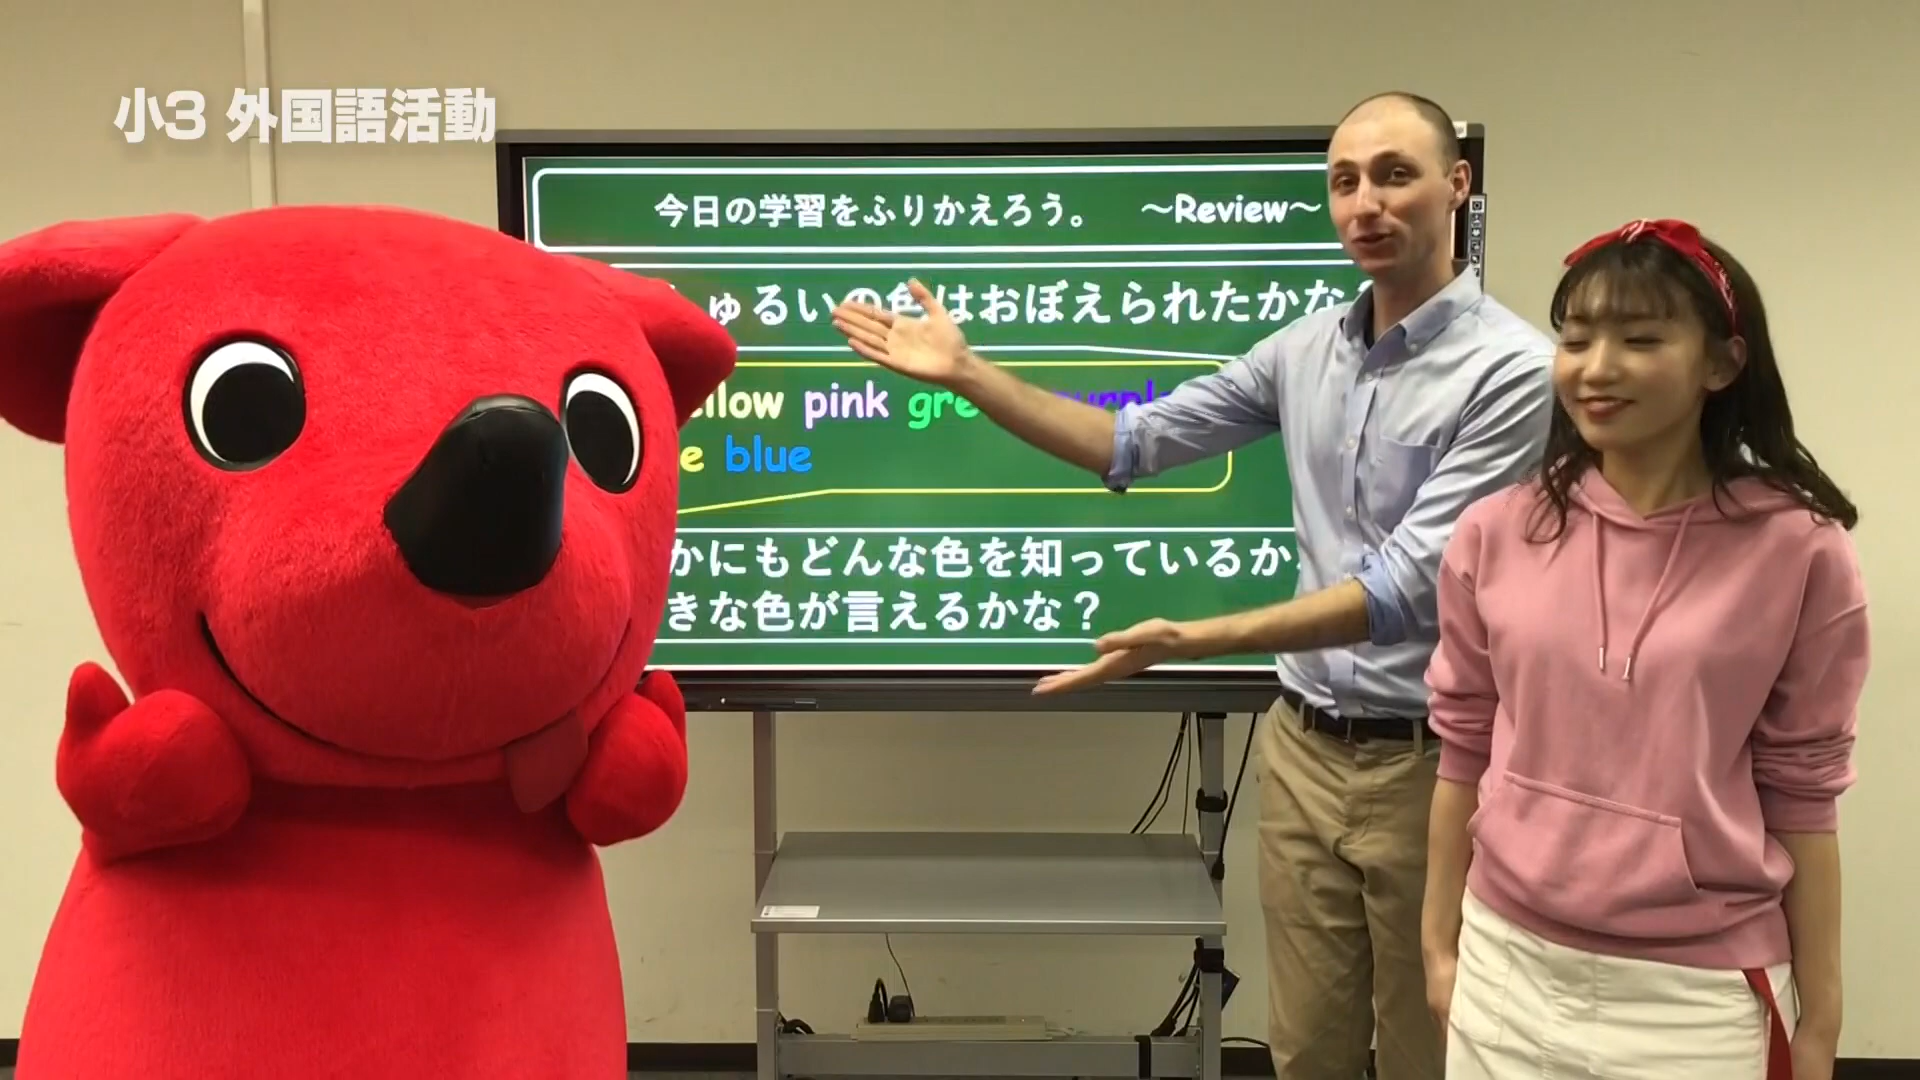 小3 外国語活動
今日の学習をふりかえろう。 ～Review～
ゅるいの色はおぼえられたかな？
ellow pink gre purpl
e blue
かにもどんな色を知っているか
きな色が言えるかな？